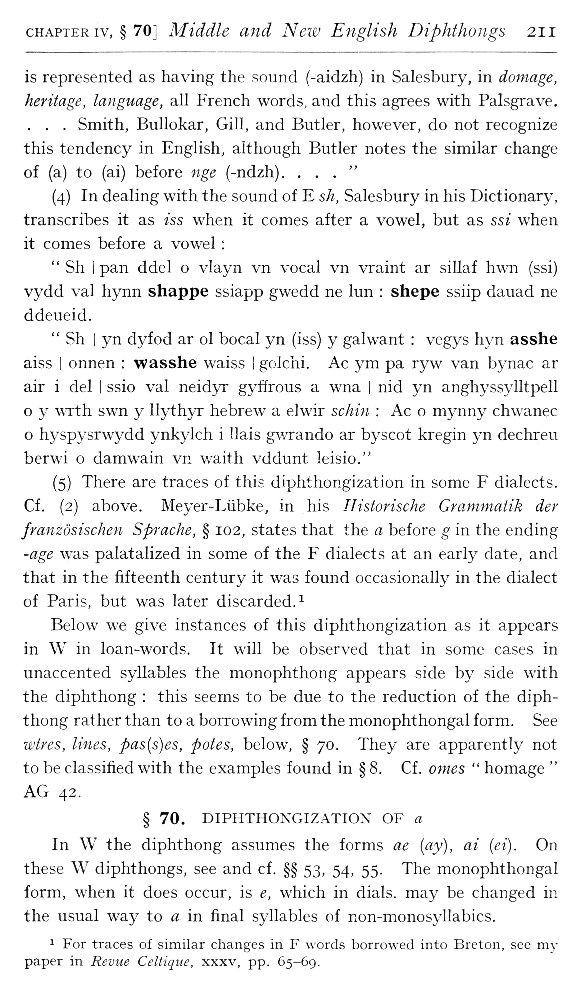 CHAPTER IV, § 70] Middle and New English Diphthongs 211
is represented as having the sound (-aidzh) in Salesbury, in domage,
heritage, language, all French words, and this agrees with Palsgrave.
. . . Smith, Bullokar, Gill, and Butler, however, do not recognize
this tendency in English, although Butler notes the similar change
of (a) to (ai) before nge (-ndzh). . . . ”
(4) In dealing with the sound of E sh, Salesbury in his Dictionary,
transcribes it as iss when it comes after a vowel, but as ssi when
it comes before a vowel :
“ Sh | pan ddel o vlayn vn vocal vn vraint ar sillaf hwn (ssi)
vydd val hynn shappe ssiapp gwedd ne lun : shepe ssiip dauad ne
ddeueid.
“ Sh | yn dyfod ar ol bocal yn (iss) y galwant : vegys hyn asshe
aiss | onnen : wasshe waiss | golchi. Ac ym pa ryw van bynac ar
air i del | ssio val neidyr gyffrous a wna | nid yn anghyssylltpell
o y wrth swn y llythyr hebrew a elwir schin : Ac o mynny chwanec
o hyspysrwydd ynkylch i llais gwrando ar byscot kregin yn dechreu
berwi o damwain vn waith vddunt leisio.”
(5) There are traces of this diphthongization in some F dialects.
Cf. (2) above. Meyer-Lübke, in his Historische Grammatik der
französischen Sprache, § 102, states that the a before g in the ending
-age was palatalized in some of the F dialects at an early date, and
that in the fifteenth century it was found occasionally in the dialect
of Paris, but was later discarded.¹
Below we give instances of this diphthongization as it appears
in W in loan-words. It will be observed that in some cases in
unaccented syllables the monophthong appears side by side with
the diphthong : this seems to be due to the reduction of the diph-
thong rather than to a borrowing from the monophthongal form. See
wtres, lines, pas(s)es, potes, below, § 70. They are apparently not
to be classified with the examples found in § 8. Cf. omes “ homage ”
AG 42.
§ 70. DIPHTHONGIZATION OF a
In W the diphthong assumes the forms ae (ay), ai (ei). On
these W diphthongs, see and cf. §§ 53, 54, 55. The monophthongal
form, when it does occur, is e, which in dials. may be changed in
the usual way to a in final syllables of non-monosyllabics.
¹ For traces of similar changes in F words borrowed into Breton, see my
paper in Revue Celtique, xxxv, pp. 65–69.